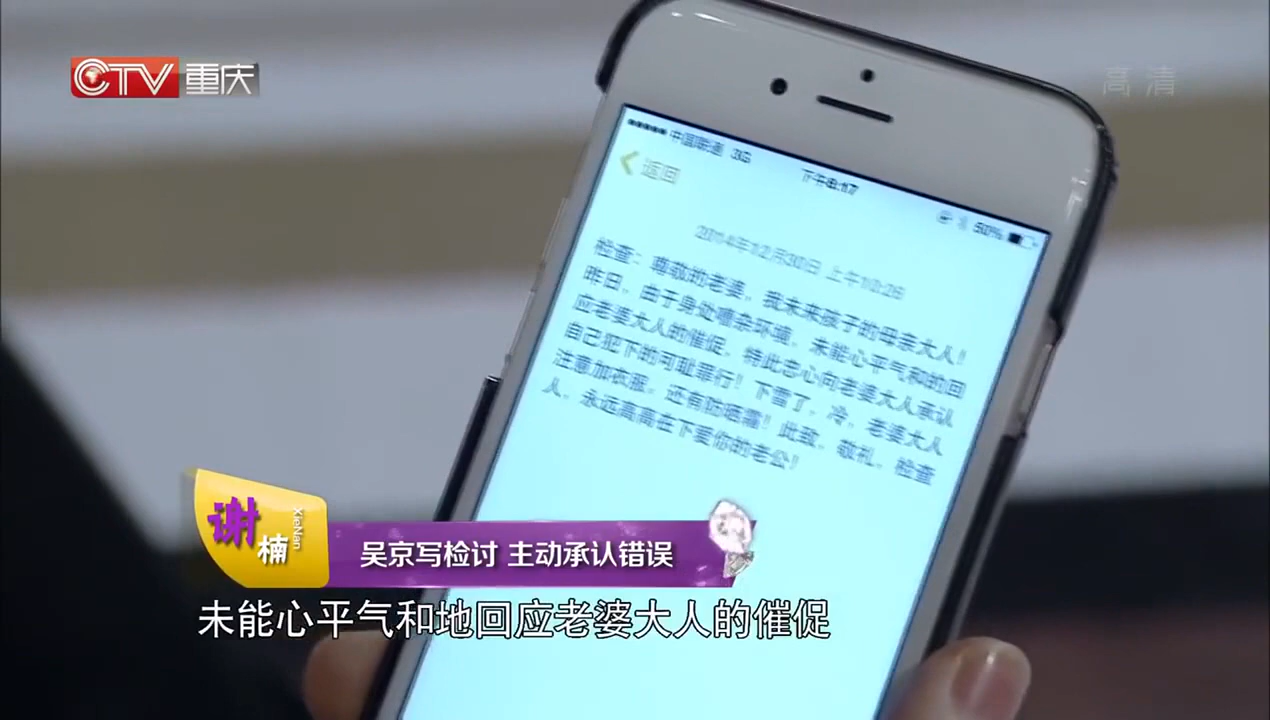 CTV重庆
高清
中国联通 3G
下午8:17
50%
返回
2014年12月30日 上午10:26
检查：尊敬的老婆，我未来孩子的母亲大人！
昨日，由于身处嘈杂环境，未能心平气和的回
应老婆大人的催促，特此忠心向老婆大人承认
自己犯下的可耻罪行！下雪了，冷，老婆大人
注意加衣服，还有防晒霜！此致，敬礼，检查
人，永远高高在下爱你的老公！
谢楠
XieNan
吴京写检讨 主动承认错误
未能心平气和地回应老婆大人的催促